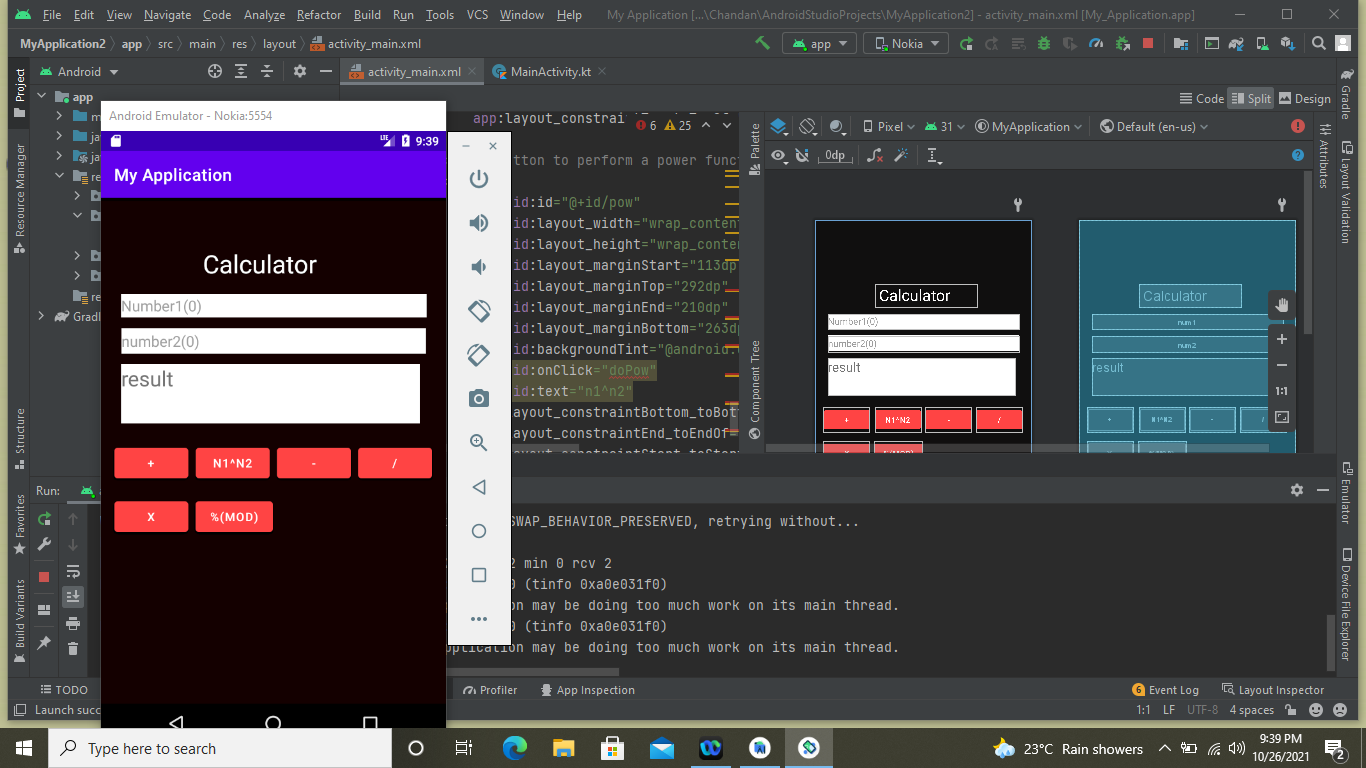 File Edit View Navigate Code Analyze Refactor Build Run Tools VCS Window Help My Application [...\Chandan\AndroidStudioProjects\MyApplication2] - activity_main.xml [My_Application.app]
MyApplication2 app src main res layout activity_main.xml app Nokia
Project
Resource Manager
Structure
Favorites
Build Variants
Android
activity_main.xml MainActivity.kt
Code Split Design
app
Gradl
Android Emulator - Nokia:5554
LTE 9:39
My Application
Calculator
Number1(0)
number2(0)
result
+ N1^N2 - /
X %(MOD)
6 25
app:layout_constrai
tton to perform a power func
id:id="@+id/pow"
id:layout_width="wrap_conten
id:layout_height="wrap_conte
id:layout_marginStart="113dp
id:layout_marginTop="292dp"
id:layout_marginEnd="210dp
id:layout_marginBottom="263dp
id:backgroundTint="@android.
id:onClick="doPow"
id:text="n1^n2"
ayout_constraintBottom_toBot
ayout_constraintEnd_toEndOf=
Palette
Component Tree
Pixel 31 MyApplication Default (en-us)
0dp
Calculator
Number1(0)
number2(0)
result
+ N1^N2 - /
Calculator
num1
num2
result
+ N1^N2 - /
1:1
Gradle
Attributes
Layout Validation
Emulator
Device File Explorer
Run:
SWAP_BEHAVIOR_PRESERVED, retrying without...
2 min 0 rcv 2
0 (tinfo 0xa0e031f0)
on may be doing too much work on its main thread.
0 (tinfo 0xa0e031f0)
pplication may be doing too much work on its main thread.
TODO Profiler App Inspection Event Log Layout Inspector
6
Launch succ 1:1 LF UTF-8 4 spaces
Type here to search 23°C Rain showers 9:39 PM
10/26/2021
2